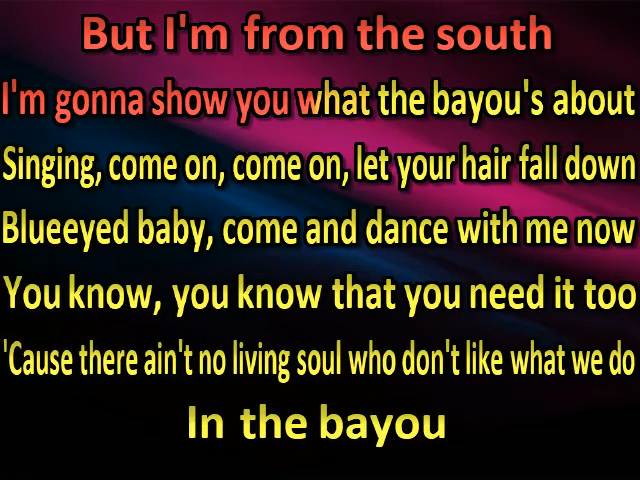 But I'm from the south
I'm gonna show you what the bayou's about
Singing, come on, come on, let your hair fall down
Blueeyed baby, come and dance with me now
You know, you know that you need it too
'Cause there ain't no living soul who don't like what we do
In the bayou